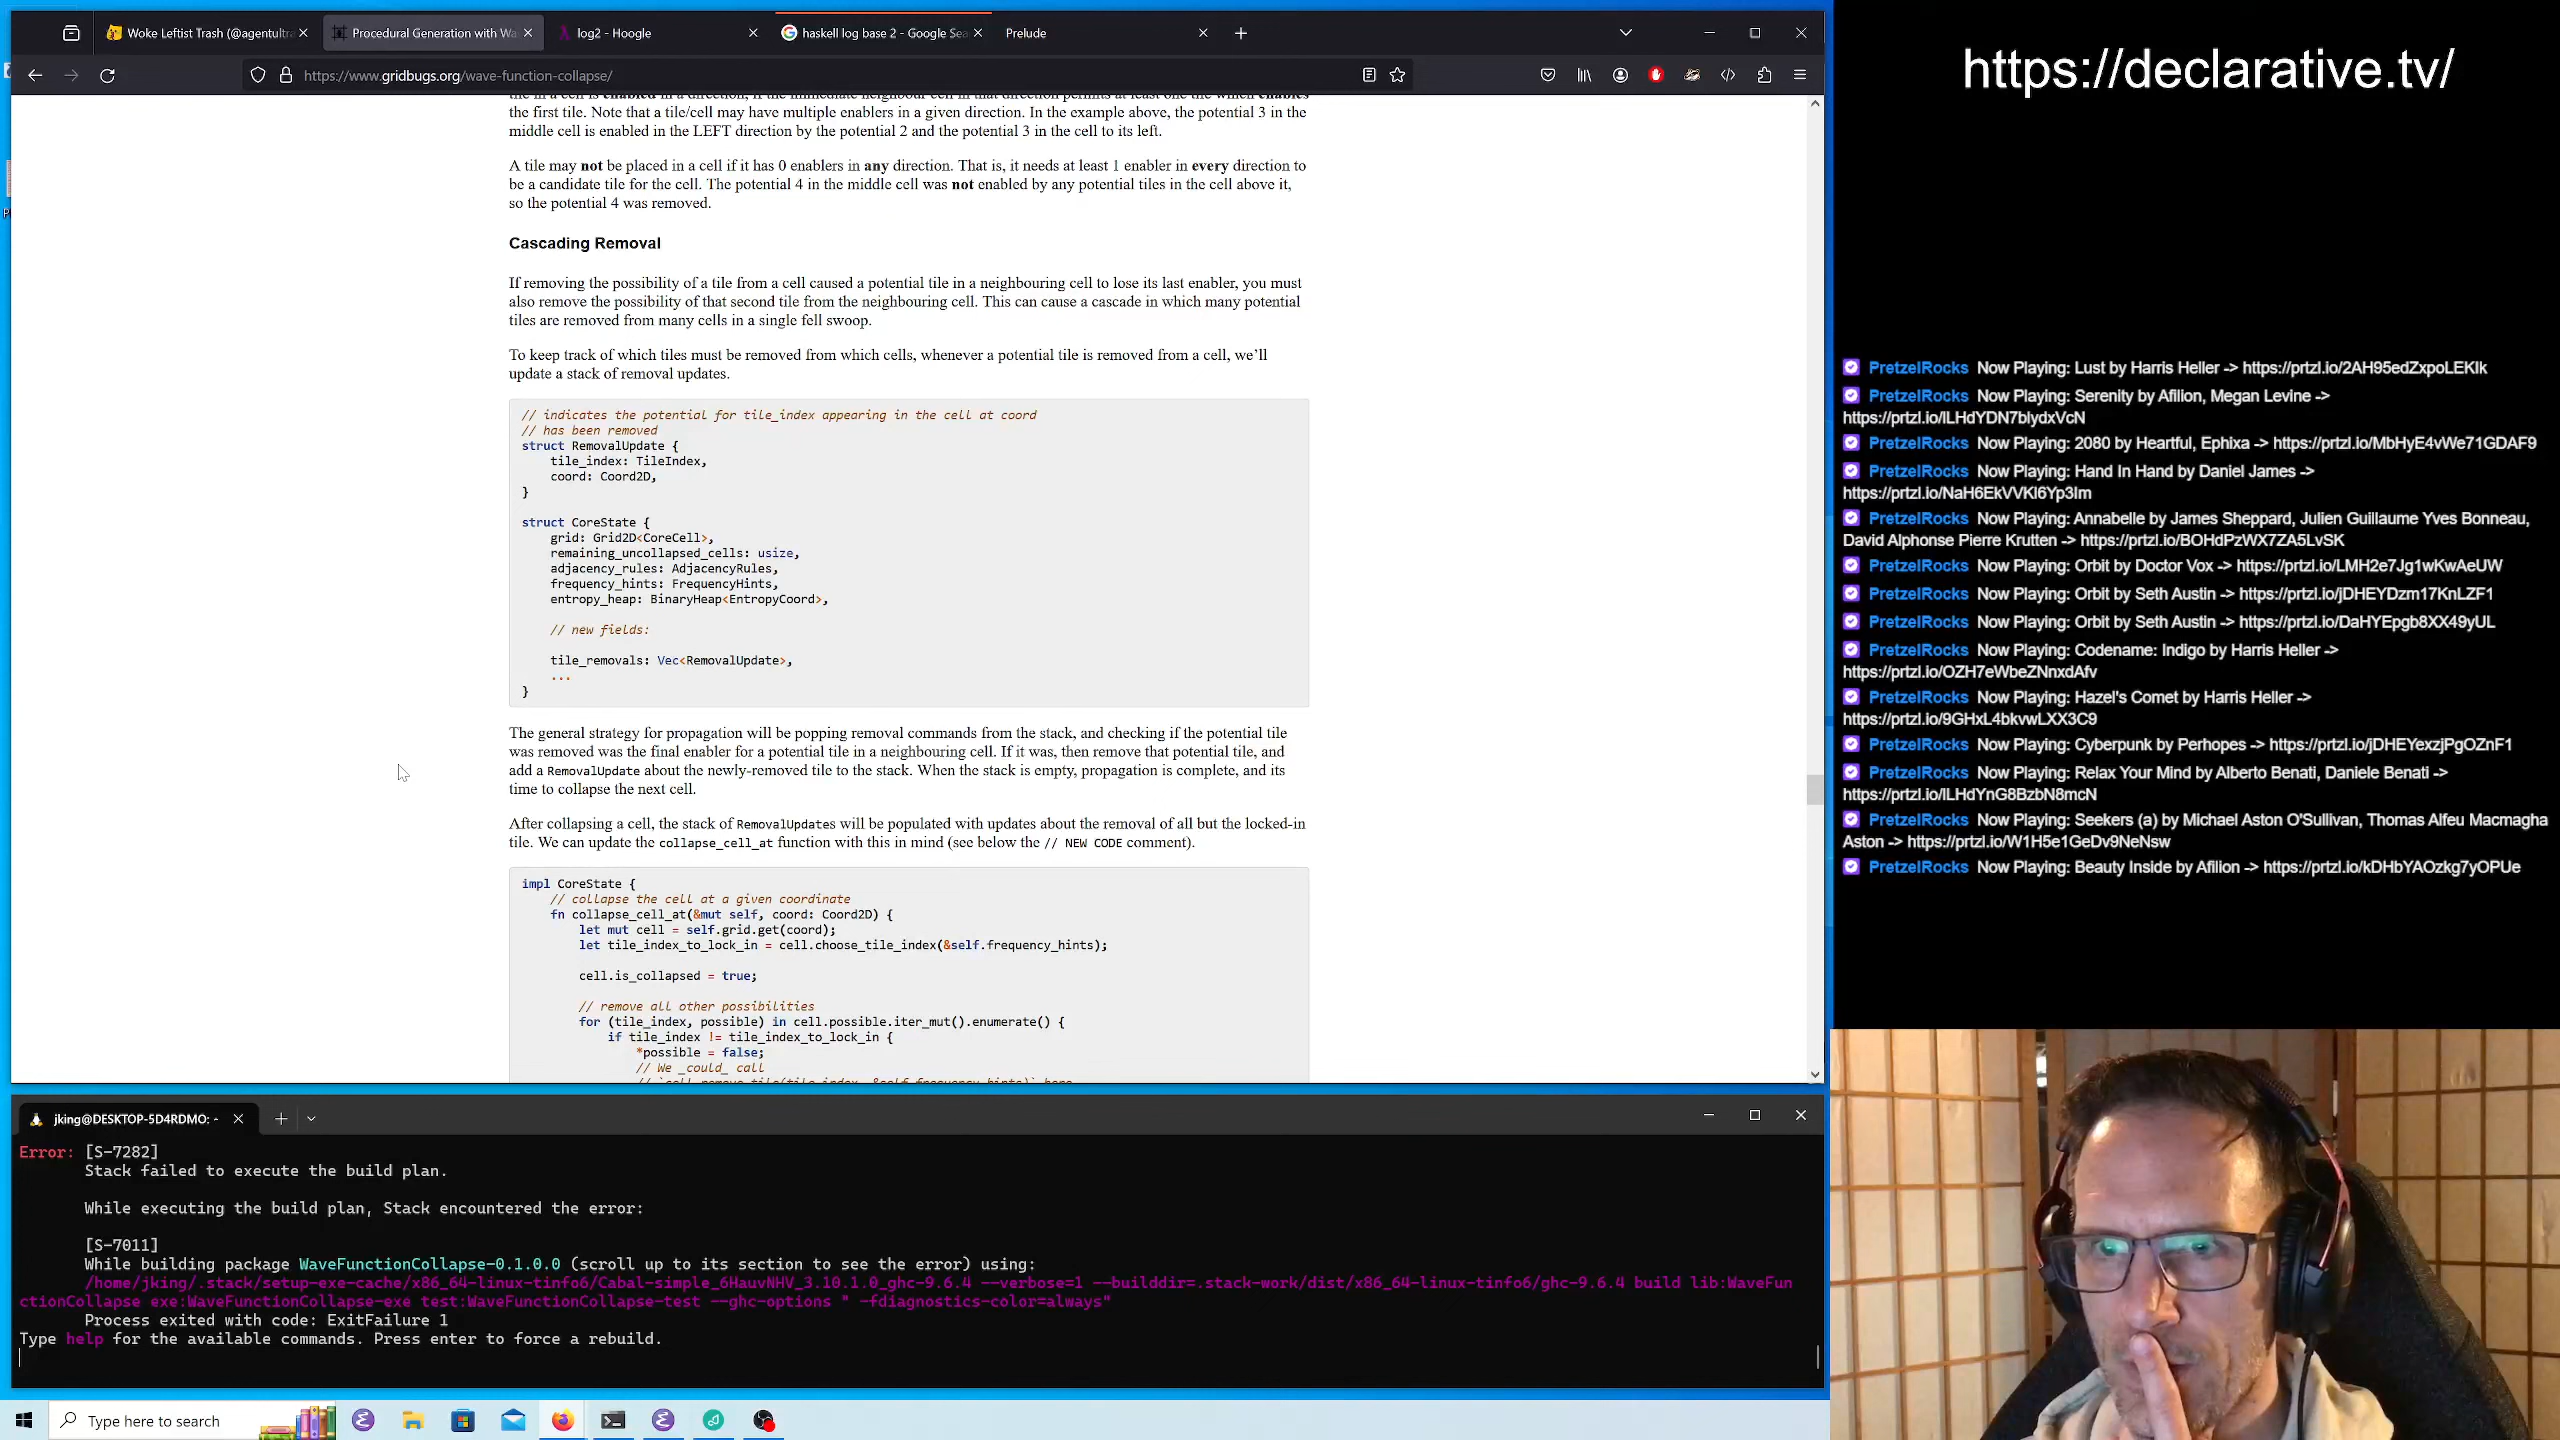 Woke Leftist Trash (@agentultra
Procedural Generation with Wa
log2 - Hoogle
haskell log base 2 - Google Sea
Prelude
https://www.gridbugs.org/wave-function-collapse/
the first tile. Note that a tile/cell may have multiple enablers in a given direction. In the example above, the potential 3 in the
middle cell is enabled in the LEFT direction by the potential 2 and the potential 3 in the cell to its left.
A tile may not be placed in a cell if it has 0 enablers in any direction. That is, it needs at least 1 enabler in every direction to
be a candidate tile for the cell. The potential 4 in the middle cell was not enabled by any potential tiles in the cell above it,
so the potential 4 was removed.
Cascading Removal
If removing the possibility of a tile from a cell caused a potential tile in a neighbouring cell to lose its last enabler, you must
also remove the possibility of that second tile from the neighbouring cell. This can cause a cascade in which many potential
tiles are removed from many cells in a single fell swoop.
To keep track of which tiles must be removed from which cells, whenever a potential tile is removed from a cell, we'll
update a stack of removal updates.
// indicates the potential for tile_index appearing in the cell at coord
// has been removed
struct RemovalUpdate {
tile_index: TileIndex,
coord: Coord2D,
}
struct CoreState {
grid: Grid2D<CoreCell>,
remaining_uncollapsed_cells: usize,
adjacency_rules: AdjacencyRules,
frequency_hints: FrequencyHints,
entropy_heap: BinaryHeap<EntropyCoord>,
// new fields:
tile_removals: Vec<RemovalUpdate>,
...
}
The general strategy for propagation will be popping removal commands from the stack, and checking if the potential tile
was removed was the final enabler for a potential tile in a neighbouring cell. If it was, then remove that potential tile, and
add a RemovalUpdate about the newly-removed tile to the stack. When the stack is empty, propagation is complete, and its
time to collapse the next cell.
After collapsing a cell, the stack of RemovalUpdates will be populated with updates about the removal of all but the locked-in
tile. We can update the collapse_cell_at function with this in mind (see below the // NEW CODE comment).
impl CoreState {
// collapse the cell at a given coordinate
fn collapse_cell_at(&mut self, coord: Coord2D) {
let mut cell = self.grid.get(coord);
let tile_index_to_lock_in = cell.choose_tile_index(&self.frequency_hints);
cell.is_collapsed = true;
// remove all other possibilities
for (tile_index, possible) in cell.possible.iter_mut().enumerate() {
if tile_index != tile_index_to_lock_in {
*possible = false;
// We _could_ call
jking@DESKTOP-5D4RDMO: -
Error: [S-7282]
Stack failed to execute the build plan.
While executing the build plan, Stack encountered the error:
[S-7011]
While building package WaveFunctionCollapse-0.1.0.0 (scroll up to its section to see the error) using:
/home/jking/.stack/setup-exe-cache/x86_64-linux-tinfo6/Cabal-simple_6HauvNHV_3.10.1.0_ghc-9.6.4 --verbose=1 --builddir=.stack-work/dist/x86_64-linux-tinfo6/ghc-9.6.4 build lib:WaveFun
ctionCollapse exe:WaveFunctionCollapse-exe test:WaveFunctionCollapse-test --ghc-options " -fdiagnostics-color=always"
Process exited with code: ExitFailure 1
Type help for the available commands. Press enter to force a rebuild.
Type here to search
https://declarative.tv/
PretzelRocks Now Playing: Lust by Harris Heller -> https://prtzl.io/2AH95edZxpoLEKIk
PretzelRocks Now Playing: Serenity by Afilion, Megan Levine ->
https://prtzl.io/lLHdYDN7blydxVcN
PretzelRocks Now Playing: 2080 by Heartful, Ephixa -> https://prtzl.io/MbHyE4vWe71GDAF9
PretzelRocks Now Playing: Hand In Hand by Daniel James ->
https://prtzl.io/NaH6EkVVKl6Yp3Im
PretzelRocks Now Playing: Annabelle by James Sheppard, Julien Guillaume Yves Bonneau,
David Alphonse Pierre Krutten -> https://prtzl.io/BOHdPzWX7ZA5LvSK
PretzelRocks Now Playing: Orbit by Doctor Vox -> https://prtzl.io/LMH2e7Jg1wKwAeUW
PretzelRocks Now Playing: Orbit by Seth Austin -> https://prtzl.io/jDHEYDzm17KnLZF1
PretzelRocks Now Playing: Orbit by Seth Austin -> https://prtzl.io/DaHYEpgb8XX49yUL
PretzelRocks Now Playing: Codename: Indigo by Harris Heller ->
https://prtzl.io/OZH7eWbeZNnxdAfv
PretzelRocks Now Playing: Hazel's Comet by Harris Heller ->
https://prtzl.io/9GHxL4bkvwLXX3C9
PretzelRocks Now Playing: Cyberpunk by Perhopes -> https://prtzl.io/jDHEYexzjPgOZnF1
PretzelRocks Now Playing: Relax Your Mind by Alberto Benati, Daniele Benati ->
https://prtzl.io/lLHdYnG8BzbN8mcN
PretzelRocks Now Playing: Seekers (a) by Michael Aston O'Sullivan, Thomas Alfeu Macmagha
Aston -> https://prtzl.io/W1H5e1GeDv9NeNsw
PretzelRocks Now Playing: Beauty Inside by Afilion -> https://prtzl.io/kDHbYAOzkg7yOPUe